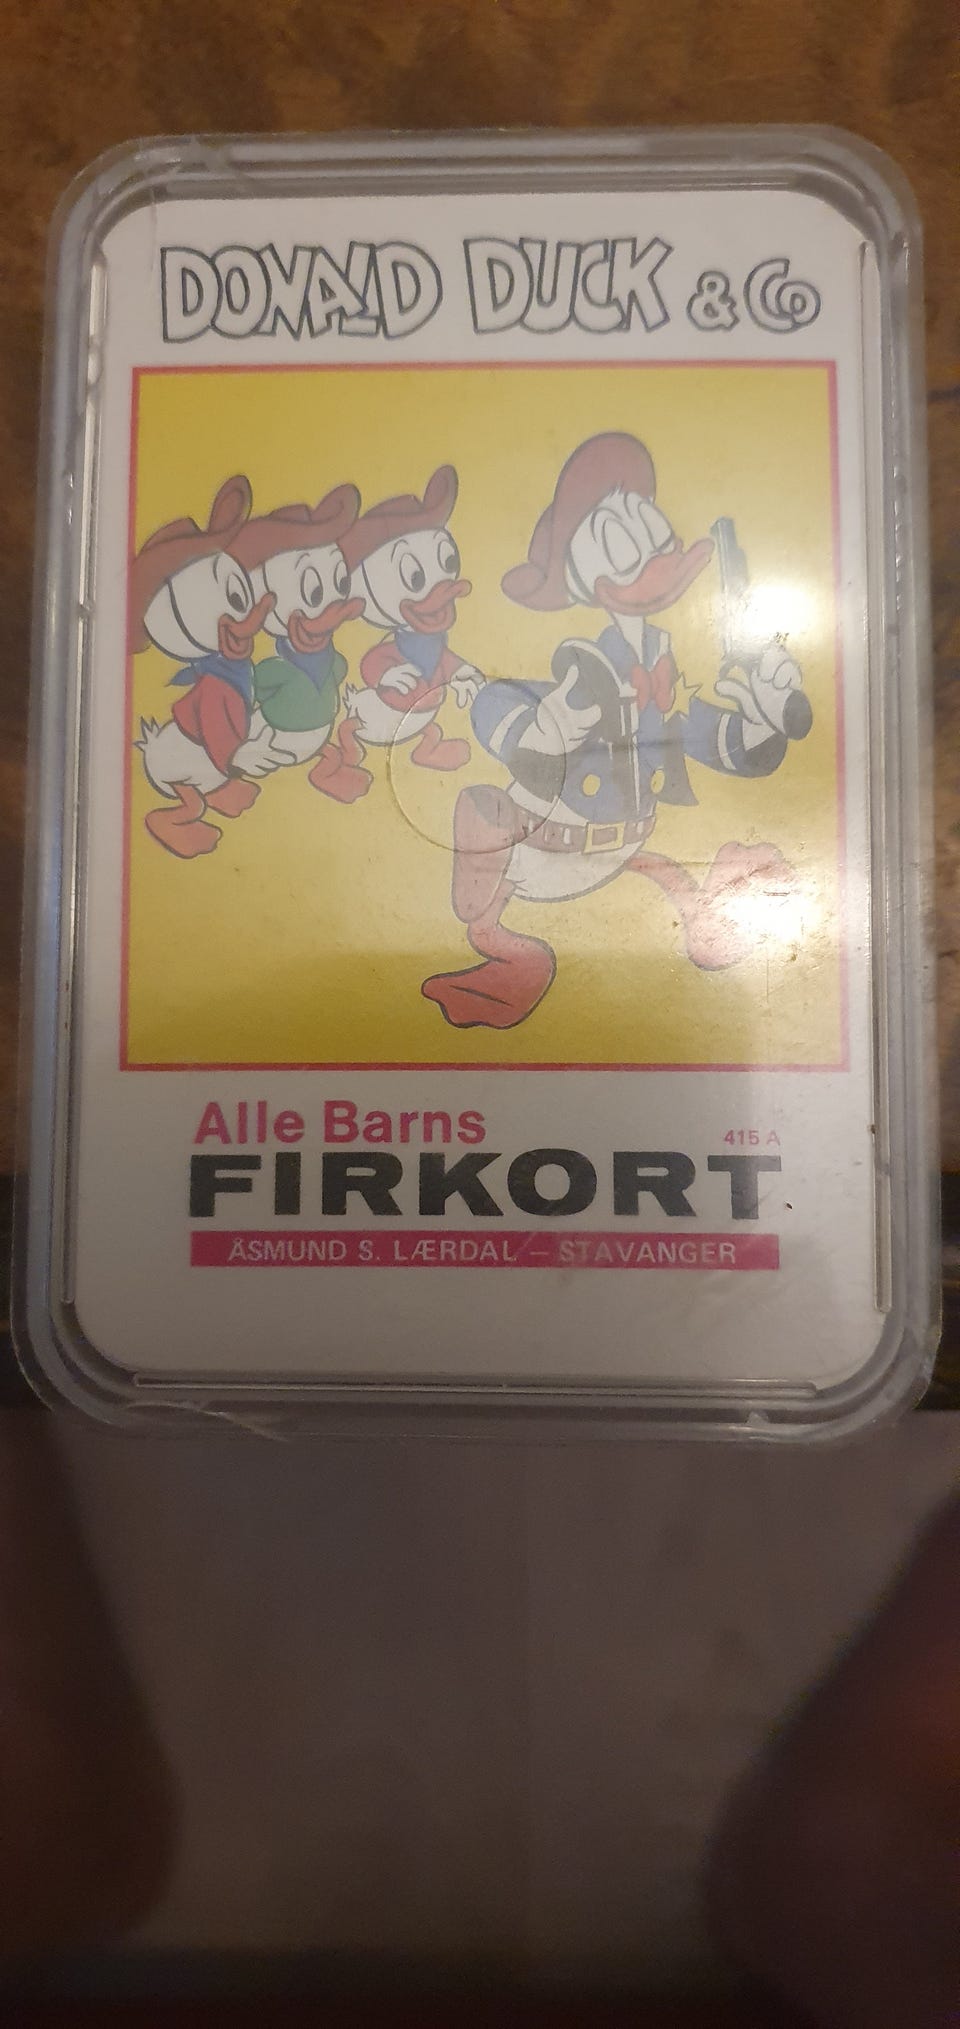 DONALD DUCK & Co
Alle Barns
415 A
FIRKORT
ÅSMUND S. LÆRDAL – STAVANGER